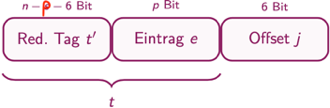 n − p − 6 Bit p Bit 6 Bit
Red. Tag t′ Eintrag e Offset j
t